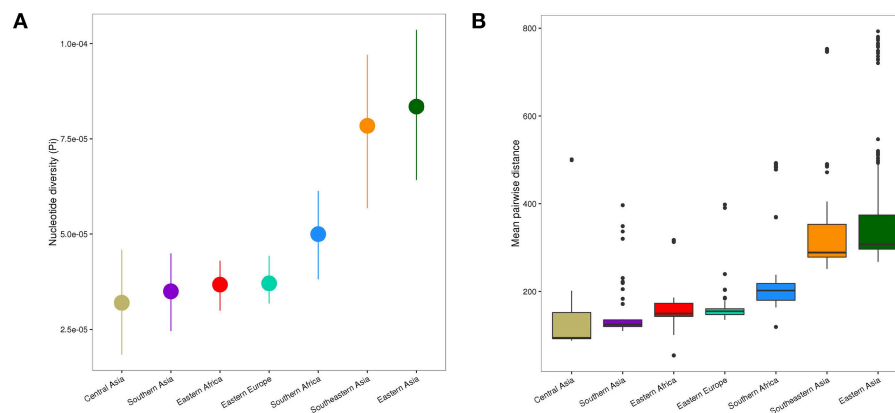 A
Nucleotide diversity (Pi)
1.0e-04
7.5e-05
5.0e-05
2.5e-05
Central Asia
Southern Asia
Eastern Africa
Eastern Europe
Southern Africa
Southeastern Asia
Eastern Asia
B
Mean pairwise distance
800
600
400
200
Central Asia
Southern Asia
Eastern Africa
Eastern Europe
Southern Africa
Southeastern Asia
Eastern Asia